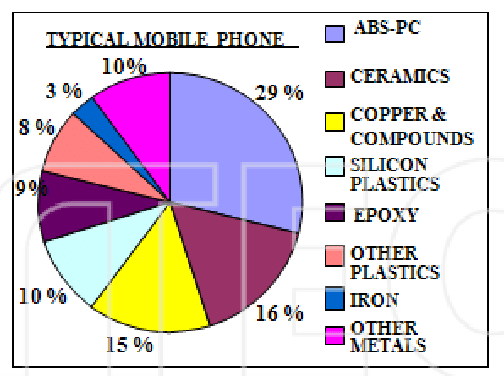 TYPICAL MOBILE PHONE
10%
3 %
29 %
8 %
9%
10 %
16 %
15 %
ABS-PC
CERAMICS
COPPER &
COMPOUNDS
SILICON
PLASTICS
EPOXY
OTHER
PLASTICS
IRON
OTHER
METALS